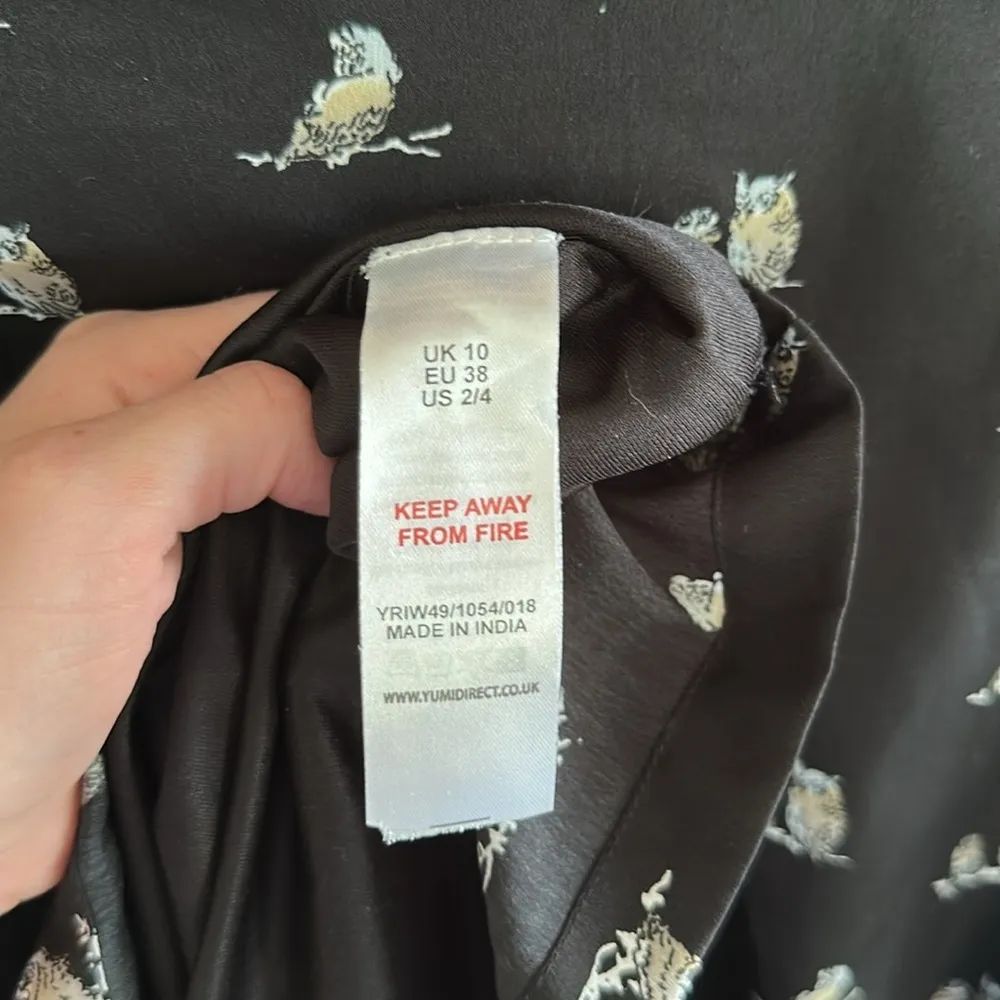 UK 10
EU 38
US 2/4
KEEP AWAY
FROM FIRE
YRIW49/1054/018
MADE IN INDIA
WWW.YUMIDIRECT.CO.UK